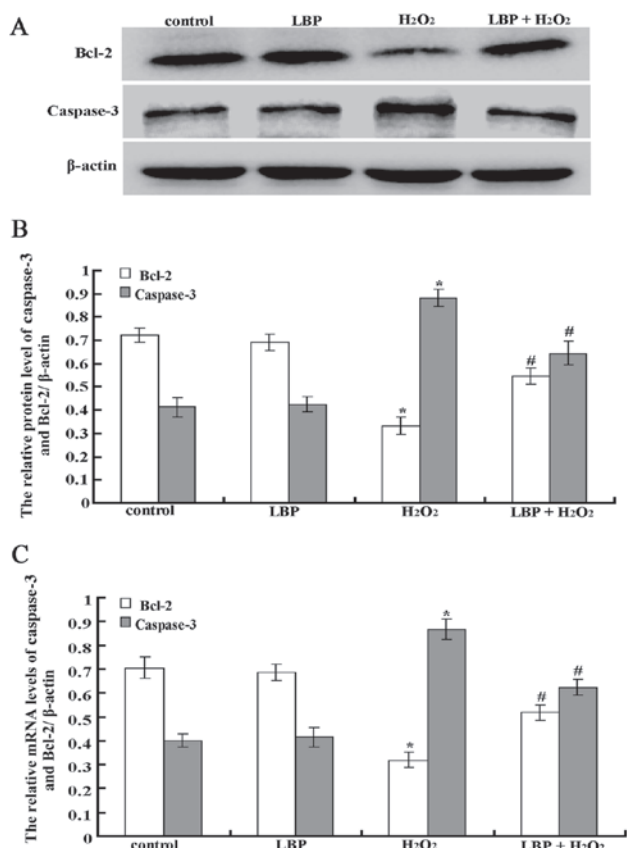 A
control LBP H2O2 LBP + H2O2
Bcl-2
Caspase-3
β-actin
B
The relative protein level of caspase-3
and Bcl-2/ β-actin
Bcl-2
Caspase-3
1
0.9
0.8
0.7
0.6
0.5
0.4
0.3
0.2
0.1
0
*
*
#
#
control LBP H2O2 LBP + H2O2
C
The relative mRNA levels of caspase-3
and Bcl-2/ β-actin
Bcl-2
Caspase-3
1
0.9
0.8
0.7
0.6
0.5
0.4
0.3
0.2
0.1
0
*
*
#
#
control LBP H2O2 LBP + H2O2